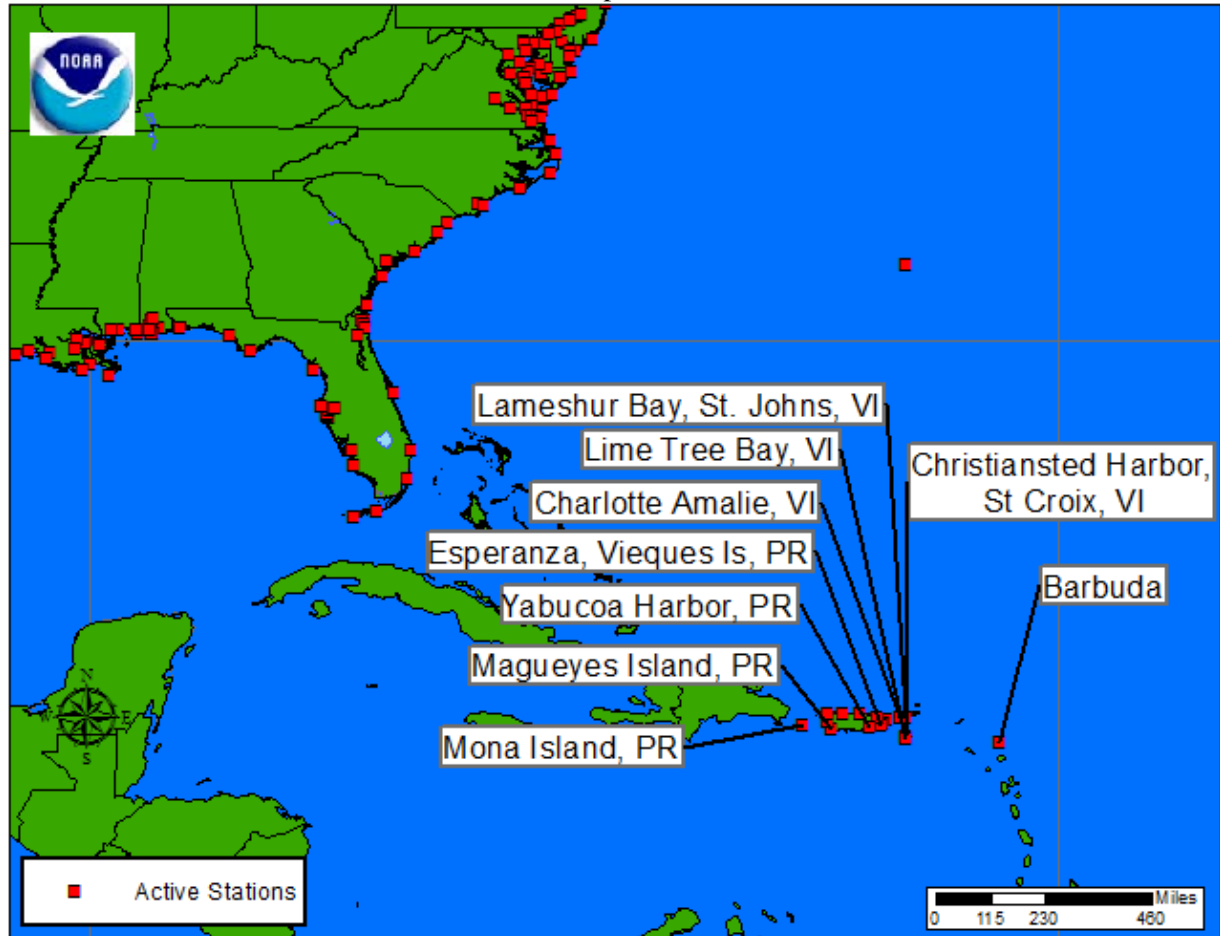 NOAA
Lameshur Bay, St. Johns, VI
Lime Tree Bay, VI
Christiansted Harbor,
St Croix, VI
Charlotte Amalie, VI
Esperanza, Vieques Is, PR
Barbuda
Yabucoa Harbor, PR
Magueyes Island, PR
Mona Island, PR
N
W E
S
Active Stations
Miles
0 115 230 460